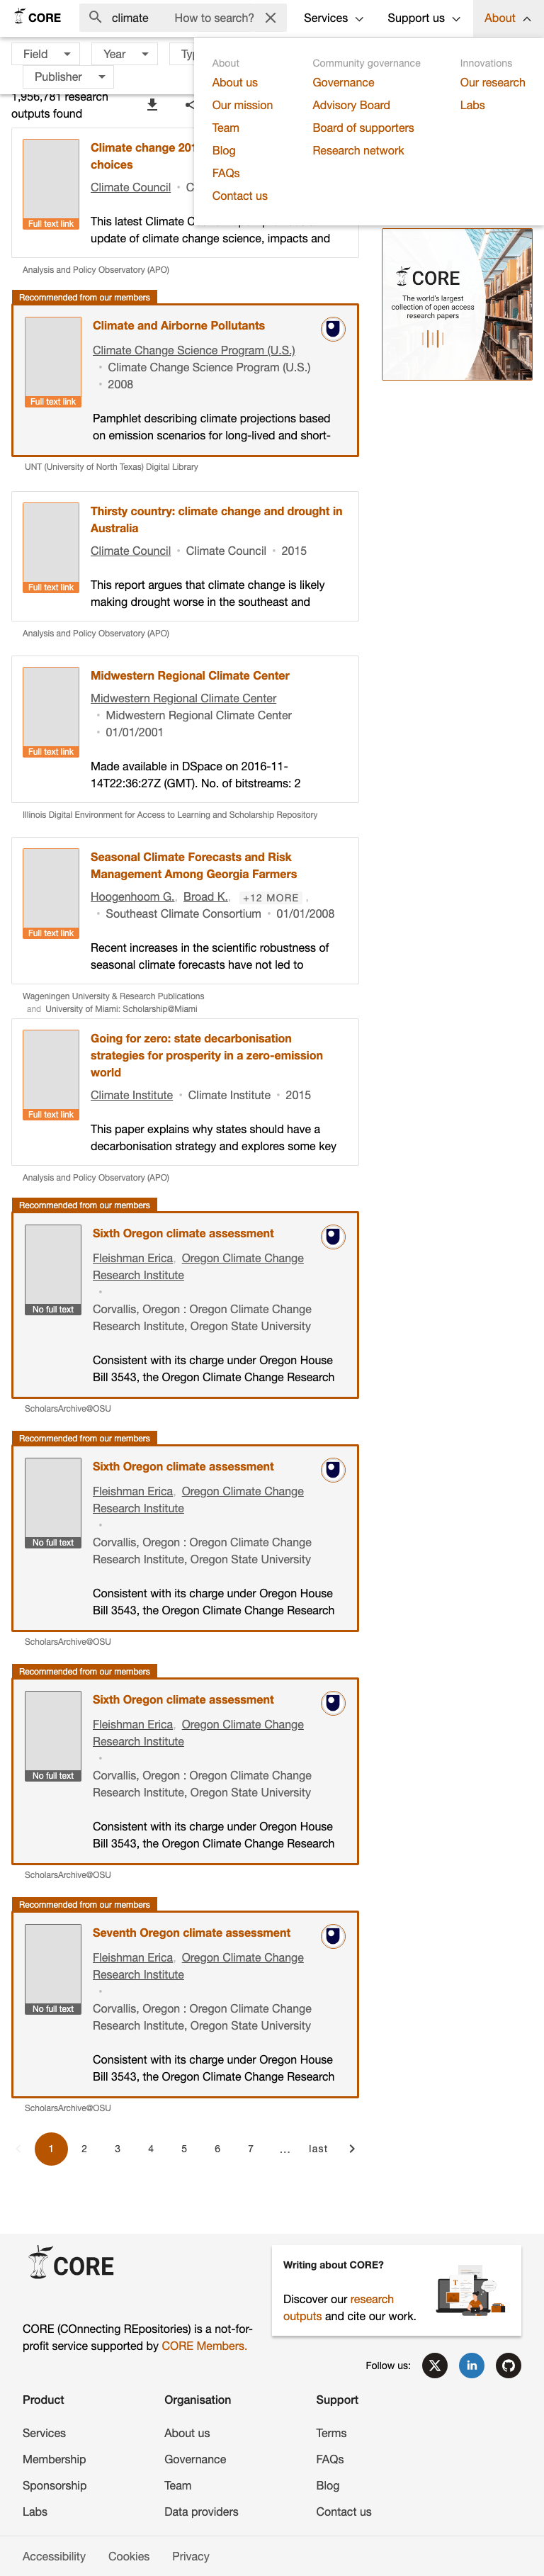 CORE
climate
How to search?
Services
Support us
About
Field
Year
Ty
Publisher
About
About us
Our mission
Team
Blog
FAQs
Contact us
Community governance
Governance
Advisory Board
Board of supporters
Research network
Innovations
Our research
Labs
1,956,781 research
outputs found
Climate change 201
choices
Climate Council • C
This latest Climate C
update of climate change science, impacts and
Full text link
Analysis and Policy Observatory (APO)
CORE
The world's largest
collection of open access
research papers
Recommended from our members
Climate and Airborne Pollutants
Climate Change Science Program (U.S.)
• Climate Change Science Program (U.S.)
• 2008
Full text link
Pamphlet describing climate projections based
on emission scenarios for long-lived and short-
UNT (University of North Texas) Digital Library
Thirsty country: climate change and drought in
Australia
Climate Council • Climate Council • 2015
Full text link
This report argues that climate change is likely
making drought worse in the southeast and
Analysis and Policy Observatory (APO)
Midwestern Regional Climate Center
Midwestern Regional Climate Center
• Midwestern Regional Climate Center
• 01/01/2001
Full text link
Made available in DSpace on 2016-11-
14T22:36:27Z (GMT). No. of bitstreams: 2
Illinois Digital Environment for Access to Learning and Scholarship Repository
Seasonal Climate Forecasts and Risk
Management Among Georgia Farmers
Hoogenhoom G., Broad K., +12 MORE ,
• Southeast Climate Consortium • 01/01/2008
Full text link
Recent increases in the scientific robustness of
seasonal climate forecasts have not led to
Wageningen University & Research Publications
and University of Miami: Scholarship@Miami
Going for zero: state decarbonisation
strategies for prosperity in a zero-emission
world
Climate Institute • Climate Institute • 2015
Full text link
This paper explains why states should have a
decarbonisation strategy and explores some key
Analysis and Policy Observatory (APO)
Recommended from our members
Sixth Oregon climate assessment
Fleishman Erica, Oregon Climate Change
Research Institute
•
Corvallis, Oregon : Oregon Climate Change
Research Institute, Oregon State University
No full text
Consistent with its charge under Oregon House
Bill 3543, the Oregon Climate Change Research
ScholarsArchive@OSU
Recommended from our members
Sixth Oregon climate assessment
Fleishman Erica, Oregon Climate Change
Research Institute
•
Corvallis, Oregon : Oregon Climate Change
Research Institute, Oregon State University
No full text
Consistent with its charge under Oregon House
Bill 3543, the Oregon Climate Change Research
ScholarsArchive@OSU
Recommended from our members
Sixth Oregon climate assessment
Fleishman Erica, Oregon Climate Change
Research Institute
•
Corvallis, Oregon : Oregon Climate Change
Research Institute, Oregon State University
No full text
Consistent with its charge under Oregon House
Bill 3543, the Oregon Climate Change Research
ScholarsArchive@OSU
Recommended from our members
Seventh Oregon climate assessment
Fleishman Erica, Oregon Climate Change
Research Institute
•
Corvallis, Oregon : Oregon Climate Change
Research Institute, Oregon State University
No full text
Consistent with its charge under Oregon House
Bill 3543, the Oregon Climate Change Research
ScholarsArchive@OSU
1 2 3 4 5 6 7 ... last
CORE
CORE (COnnecting REpositories) is a not-for-
profit service supported by CORE Members.
Writing about CORE?
Discover our research
outputs and cite our work.
Follow us:
Product
Services
Membership
Sponsorship
Labs
Organisation
About us
Governance
Team
Data providers
Support
Terms
FAQs
Blog
Contact us
Accessibility Cookies Privacy